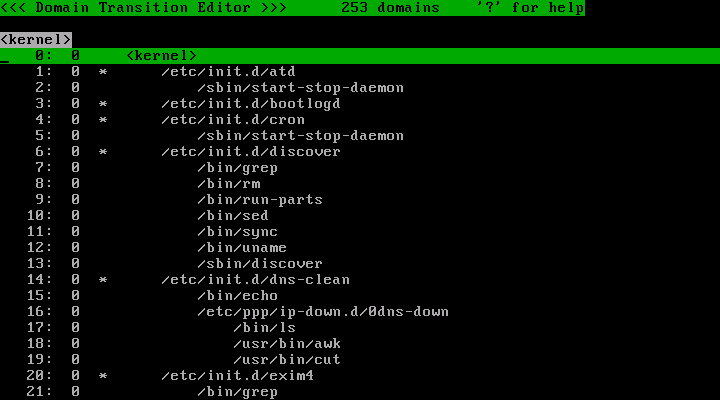 <<< Domain Transition Editor >>>      253 domains    '?' for help
<kernel>
    0:  0     <kernel>
    1:  0  *      /etc/init.d/atd
    2:  0             /sbin/start-stop-daemon
    3:  0  *      /etc/init.d/bootlogd
    4:  0  *      /etc/init.d/cron
    5:  0             /sbin/start-stop-daemon
    6:  0  *      /etc/init.d/discover
    7:  0             /bin/grep
    8:  0             /bin/rm
    9:  0             /bin/run-parts
   10:  0             /bin/sed
   11:  0             /bin/sync
   12:  0             /bin/uname
   13:  0             /sbin/discover
   14:  0  *      /etc/init.d/dns-clean
   15:  0             /bin/echo
   16:  0             /etc/ppp/ip-down.d/0dns-down
   17:  0                 /bin/ls
   18:  0                 /usr/bin/awk
   19:  0                 /usr/bin/cut
   20:  0  *      /etc/init.d/exim4
   21:  0             /bin/grep